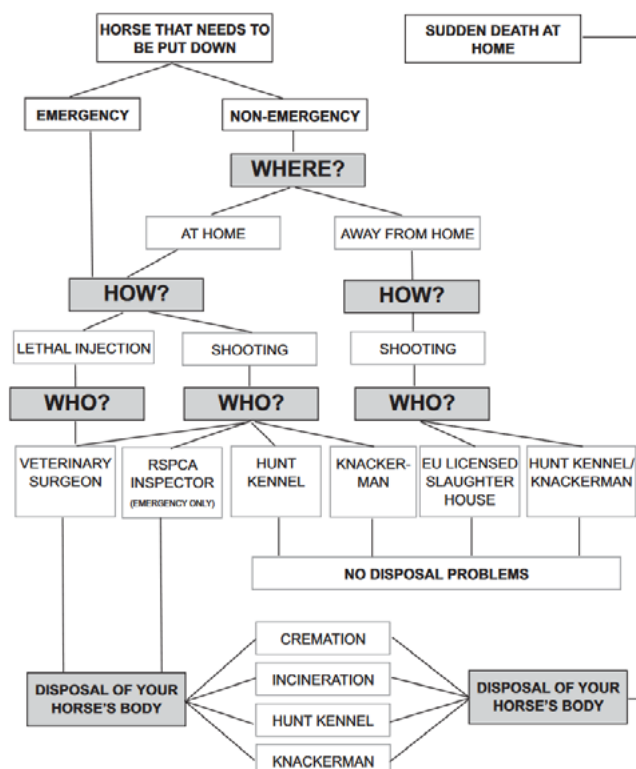 HORSE THAT NEEDS TO
BE PUT DOWN
SUDDEN DEATH AT
HOME
EMERGENCY
NON-EMERGENCY
WHERE?
AT HOME
AWAY FROM HOME
HOW?
HOW?
LETHAL INJECTION
SHOOTING
SHOOTING
WHO?
WHO?
WHO?
VETERINARY
SURGEON
RSPCA
INSPECTOR
(EMERGENCY ONLY)
HUNT
KENNEL
KNACKER-
MAN
EU LICENSED
SLAUGHTER
HOUSE
HUNT KENNEL/
KNACKERMAN
NO DISPOSAL PROBLEMS
CREMATION
INCINERATION
HUNT KENNEL
KNACKERMAN
DISPOSAL OF YOUR
HORSE'S BODY
DISPOSAL OF YOUR
HORSE'S BODY